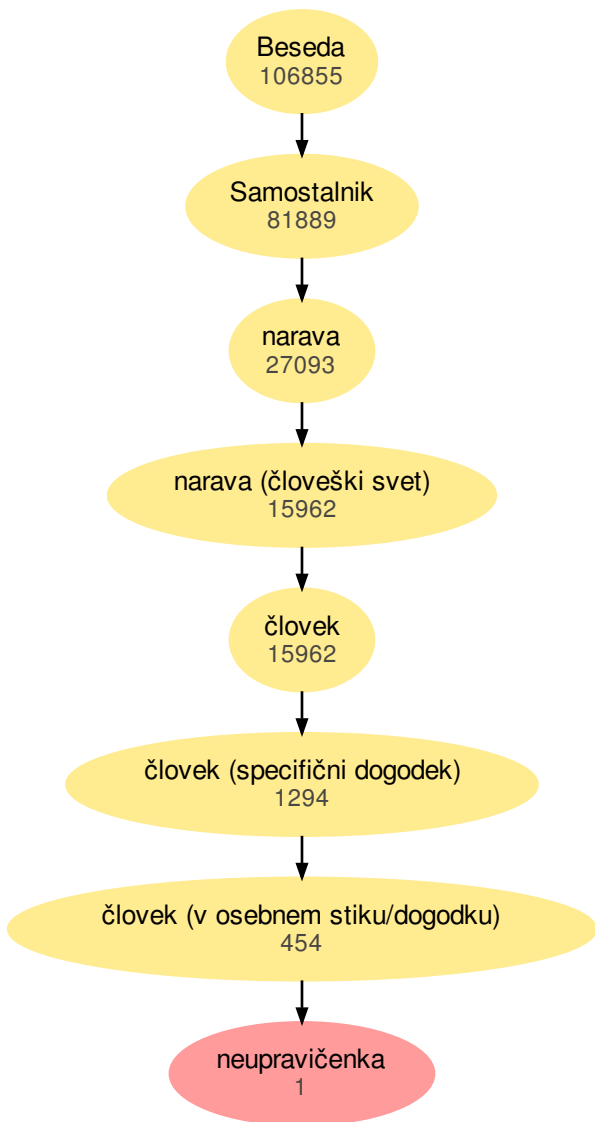 Beseda
106855
Samostalnik
81889
narava
27093
narava (človeški svet)
15962
človek
15962
človek (specifični dogodek)
1294
človek (v osebnem stiku/dogodku)
454
neupravičenka
1